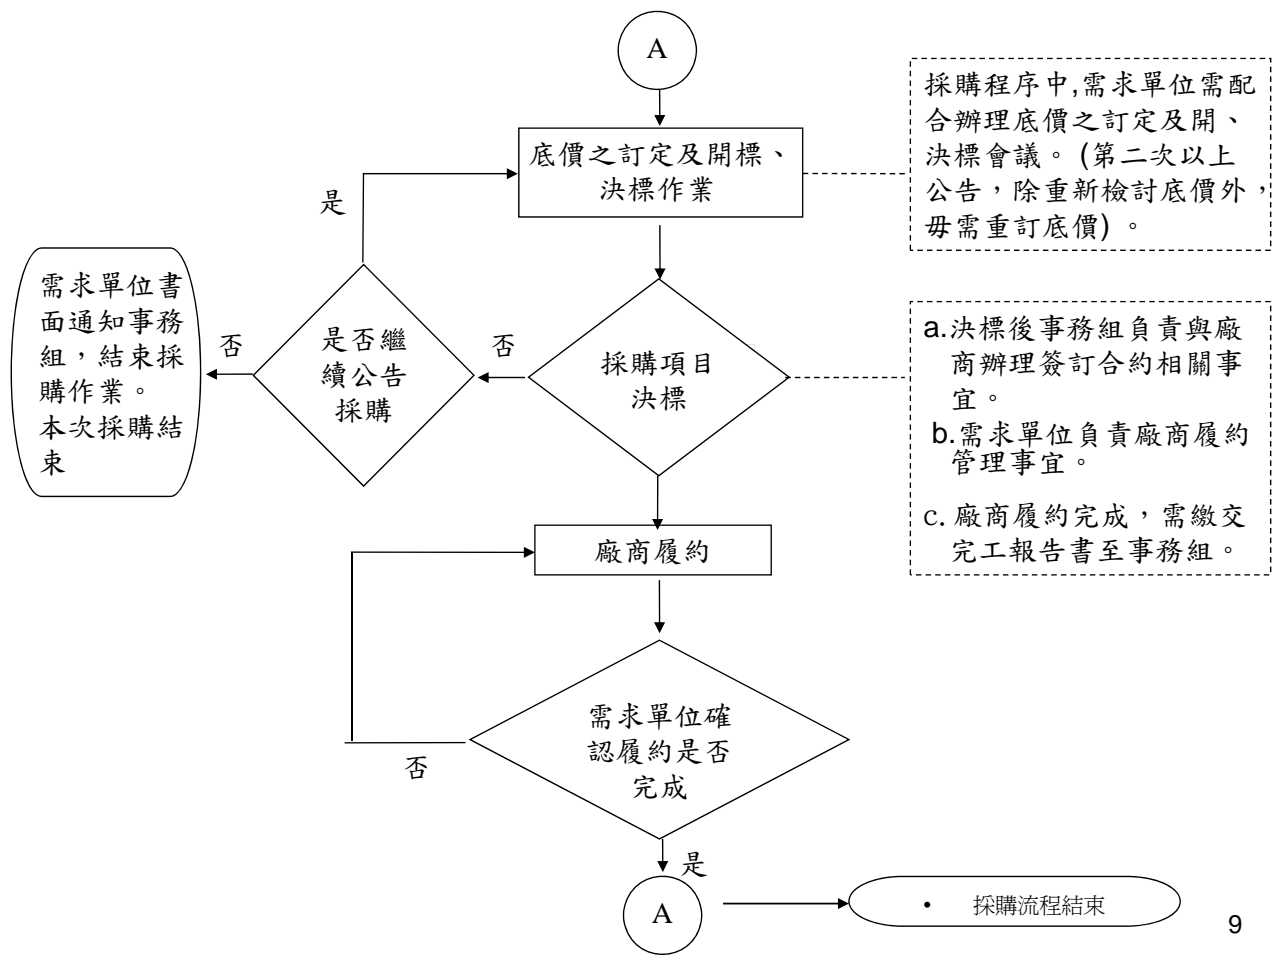 A
底價之訂定及開標、
決標作業
採購程序中,需求單位需配
合辦理底價之訂定及開、
決標會議。(第二次以上
公告，除重新檢討底價外，
毋需重訂底價)。
是
需求單位書
面通知事務
組，結束採
購作業。
本次採購結
束
否
是否繼
續公告
採購
否
採購項目
決標
a.決標後事務組負責與廠
商辦理簽訂合約相關事
宜。
b.需求單位負責廠商履約
管理事宜。
c. 廠商履約完成，需繳交
完工報告書至事務組。
廠商履約
需求單位確
認履約是否
完成
否
是
A
• 採購流程結束
9